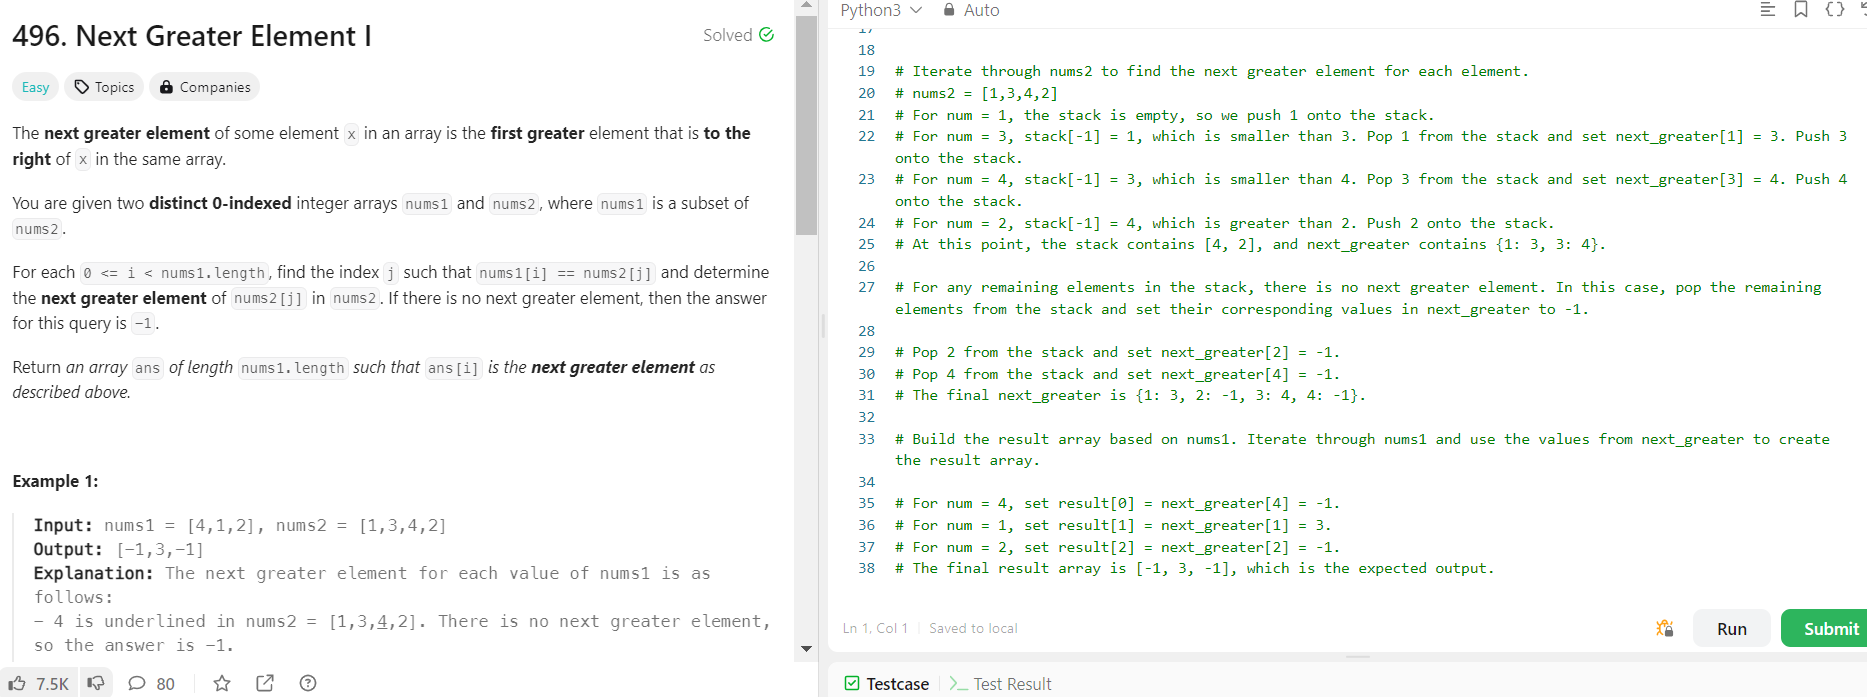 496. Next Greater Element I
Solved
Easy
Topics
Companies
The next greater element of some element x in an array is the first greater element that is to the
right of x in the same array.
You are given two distinct 0-indexed integer arrays nums1 and nums2, where nums1 is a subset of
nums2.
For each 0 <= i < nums1.length, find the index j such that nums1[i] == nums2[j] and determine
the next greater element of nums2[j] in nums2. If there is no next greater element, then the answer
for this query is -1.
Return an array ans of length nums1.length such that ans[i] is the next greater element as
described above.
Example 1:
Input: nums1 = [4,1,2], nums2 = [1,3,4,2]
Output: [-1,3,-1]
Explanation: The next greater element for each value of nums1 is as
follows:
- 4 is underlined in nums2 = [1,3,4,2]. There is no next greater element,
so the answer is -1.
7.5K
80
Python3
Auto
17
18
19 # Iterate through nums2 to find the next greater element for each element.
20 # nums2 = [1,3,4,2]
21 # For num = 1, the stack is empty, so we push 1 onto the stack.
22 # For num = 3, stack[-1] = 1, which is smaller than 3. Pop 1 from the stack and set next_greater[1] = 3. Push 3
onto the stack.
23 # For num = 4, stack[-1] = 3, which is smaller than 4. Pop 3 from the stack and set next_greater[3] = 4. Push 4
onto the stack.
24 # For num = 2, stack[-1] = 4, which is greater than 2. Push 2 onto the stack.
25 # At this point, the stack contains [4, 2], and next_greater contains {1: 3, 3: 4}.
26
27 # For any remaining elements in the stack, there is no next greater element. In this case, pop the remaining
elements from the stack and set their corresponding values in next_greater to -1.
28
29 # Pop 2 from the stack and set next_greater[2] = -1.
30 # Pop 4 from the stack and set next_greater[4] = -1.
31 # The final next_greater is {1: 3, 2: -1, 3: 4, 4: -1}.
32
33 # Build the result array based on nums1. Iterate through nums1 and use the values from next_greater to create
the result array.
34
35 # For num = 4, set result[0] = next_greater[4] = -1.
36 # For num = 1, set result[1] = next_greater[1] = 3.
37 # For num = 2, set result[2] = next_greater[2] = -1.
38 # The final result array is [-1, 3, -1], which is the expected output.
Ln 1, Col 1
Saved to local
Run
Submit
Testcase
Test Result